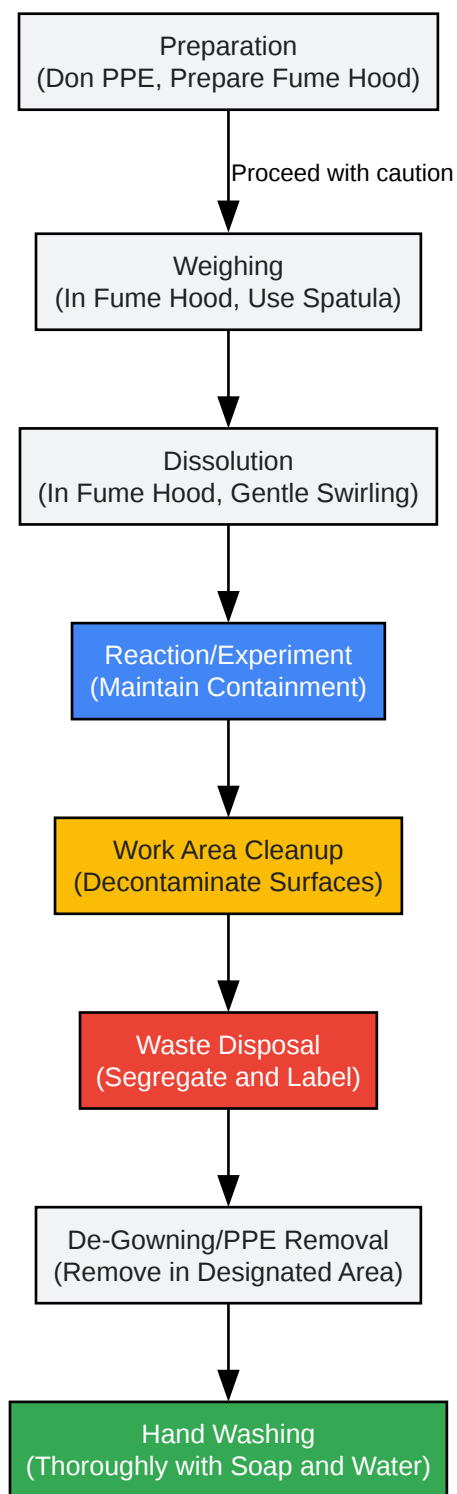 Preparation
(Don PPE, Prepare Fume Hood)
Proceed with caution
Weighing
(In Fume Hood, Use Spatula)
Dissolution
(In Fume Hood, Gentle Swirling)
Reaction/Experiment
(Maintain Containment)
Work Area Cleanup
(Decontaminate Surfaces)
Waste Disposal
(Segregate and Label)
De-Gowning/PPE Removal
(Remove in Designated Area)
Hand Washing
(Thoroughly with Soap and Water)